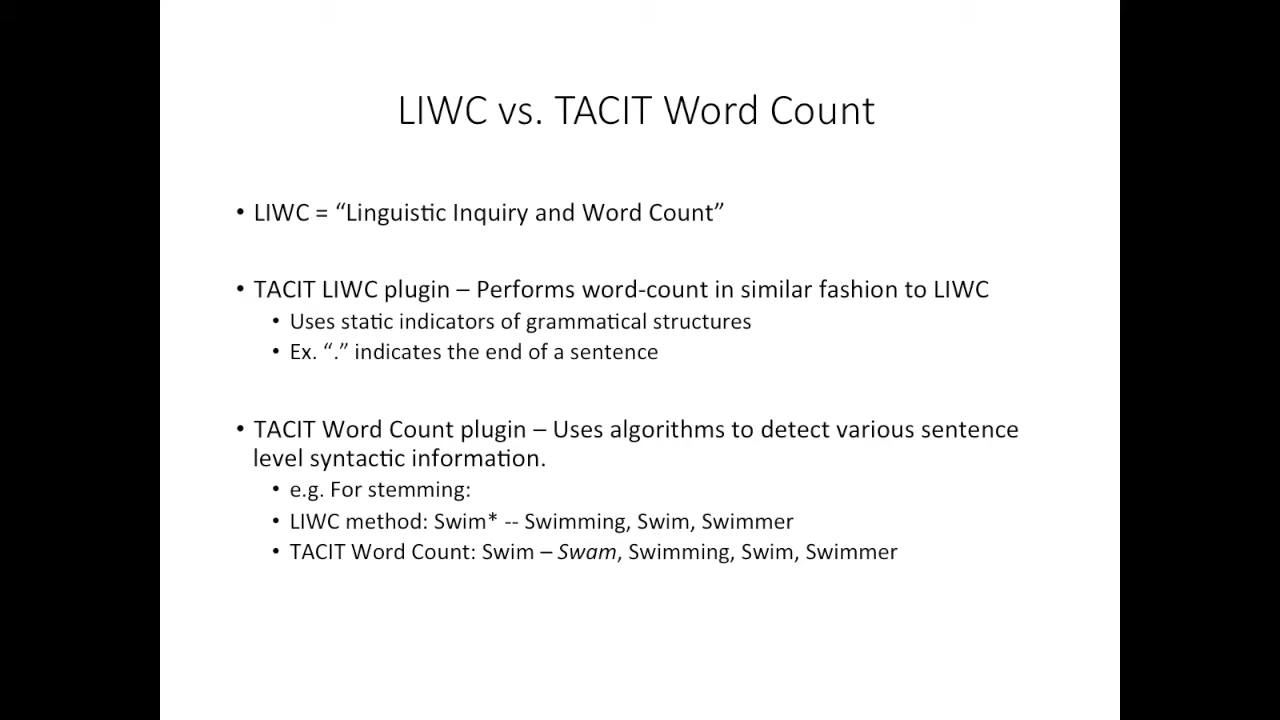 LIWC vs. TACIT Word Count
• LIWC = “Linguistic Inquiry and Word Count”
• TACIT LIWC plugin – Performs word-count in similar fashion to LIWC
• Uses static indicators of grammatical structures
• Ex. “.” indicates the end of a sentence
• TACIT Word Count plugin – Uses algorithms to detect various sentence
level syntactic information.
• e.g. For stemming:
• LIWC method: Swim* -- Swimming, Swim, Swimmer
• TACIT Word Count: Swim – Swam, Swimming, Swim, Swimmer